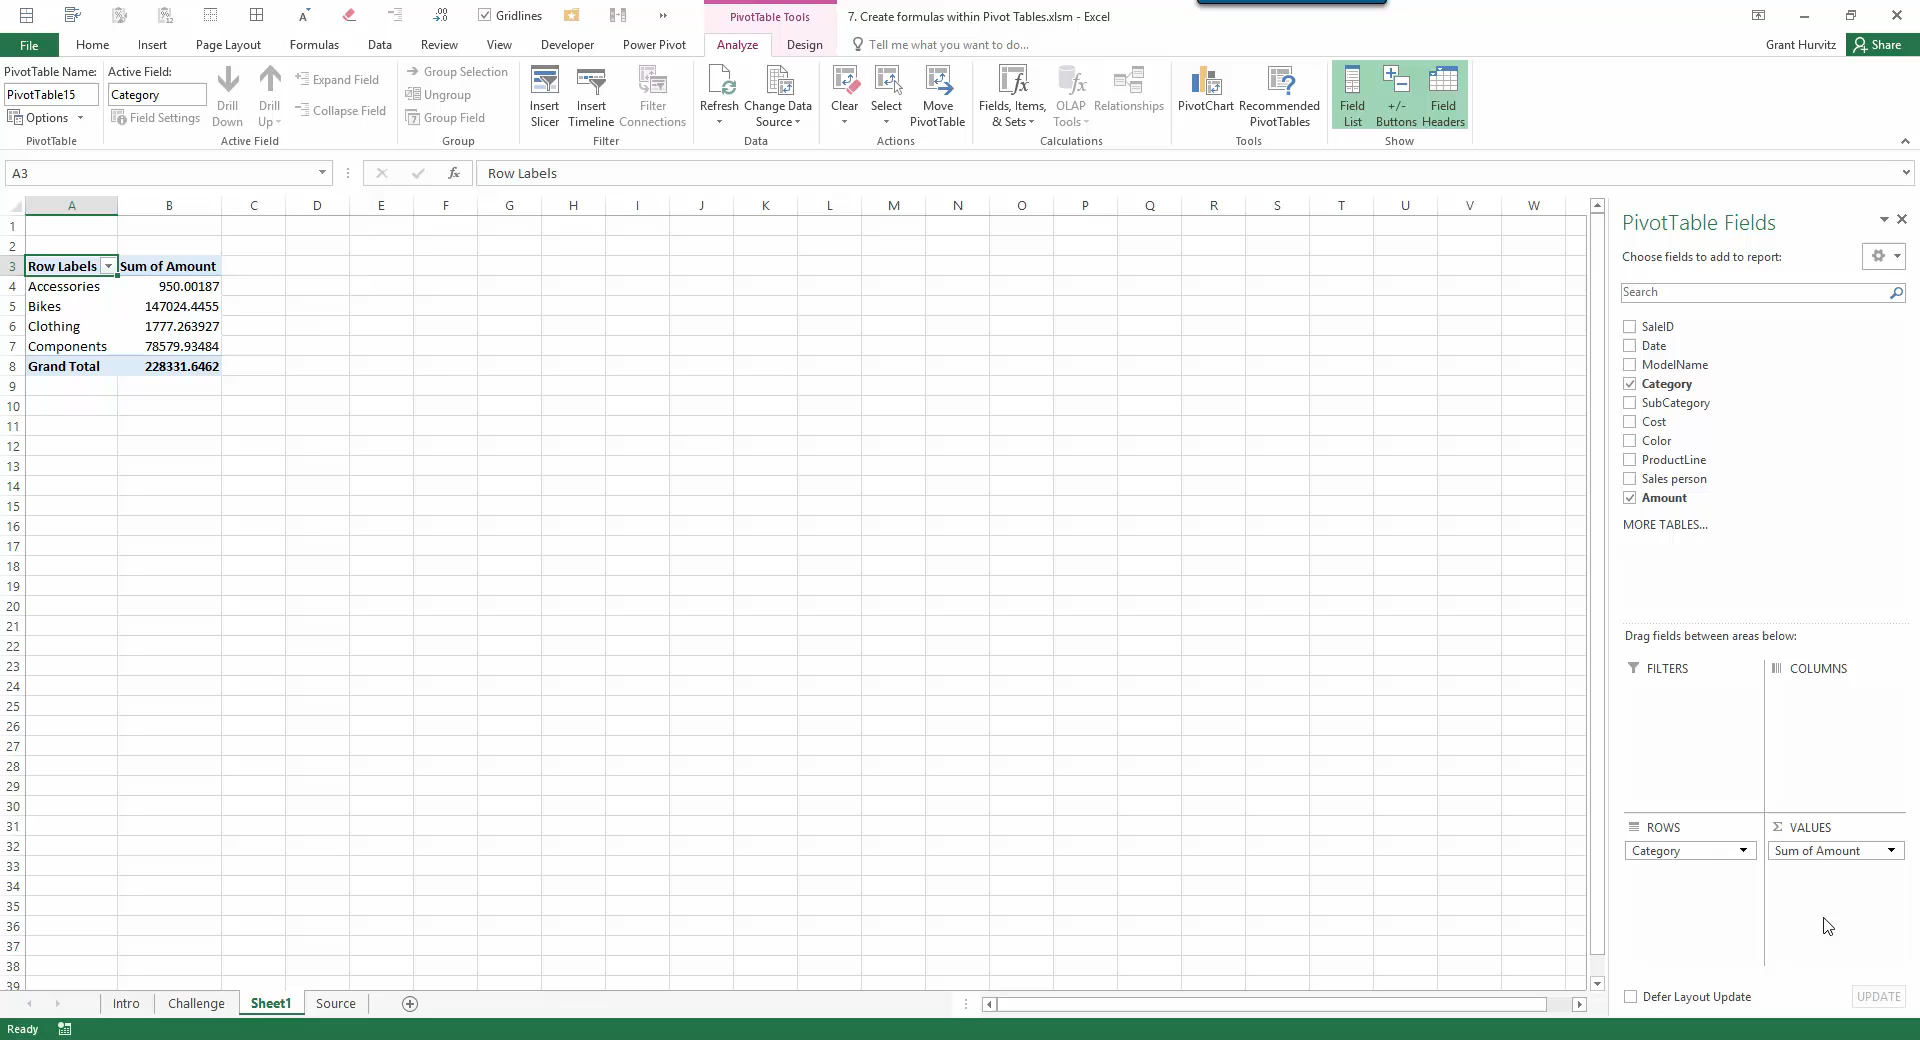 Gridlines
PivotTable Tools
7. Create formulas within Pivot Tables.xlsm - Excel
File Home Insert Page Layout Formulas Data Review View Developer Power Pivot Analyze Design Tell me what you want to do...
Grant Hurvitz Share
PivotTable Name:
PivotTable15
Options
PivotTable
Active Field:
Category
Field Settings
Drill Down
Drill Up
Expand Field
Collapse Field
Active Field
Group Selection
Ungroup
Group Field
Group
Insert Slicer
Insert Timeline
Filter Connections
Filter
Refresh
Change Data Source
Data
Clear
Select
Move PivotTable
Actions
Fields, Items, & Sets
OLAP Tools
Relationships
Calculations
PivotChart
Recommended PivotTables
Tools
Field List
+/- Buttons
Field Headers
Show
A3
fx
Row Labels
A B C D E F G H I J K L M N O P Q R S T U V W
1
2
3 Row Labels Sum of Amount
4 Accessories 950.00187
5 Bikes 147024.4455
6 Clothing 1777.263927
7 Components 78579.93484
8 Grand Total 228331.6462
9
10
11
12
13
14
15
16
17
18
19
20
21
22
23
24
25
26
27
28
29
30
31
32
33
34
35
36
37
38
39
PivotTable Fields
Choose fields to add to report:
Search
SaleID
Date
ModelName
Category
SubCategory
Cost
Color
ProductLine
Sales person
Amount
MORE TABLES...
Drag fields between areas below:
FILTERS
COLUMNS
ROWS
Category
VALUES
Sum of Amount
Defer Layout Update
UPDATE
Intro Challenge Sheet1 Source
Ready